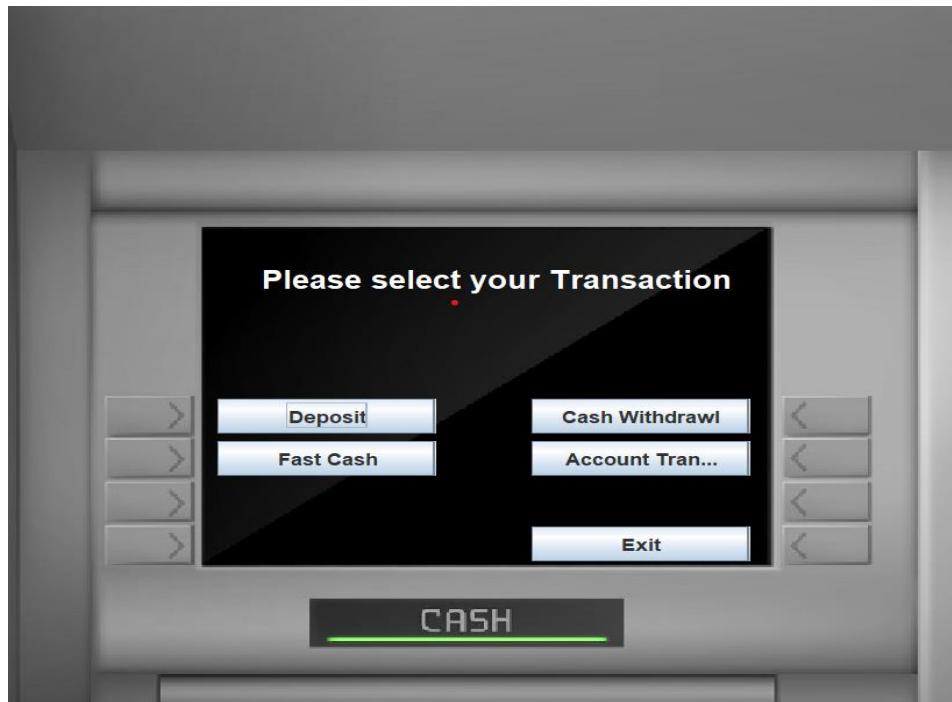 Please select your Transaction
Deposit
Cash Withdrawl
Fast Cash
Account Tran...
Exit
CASH